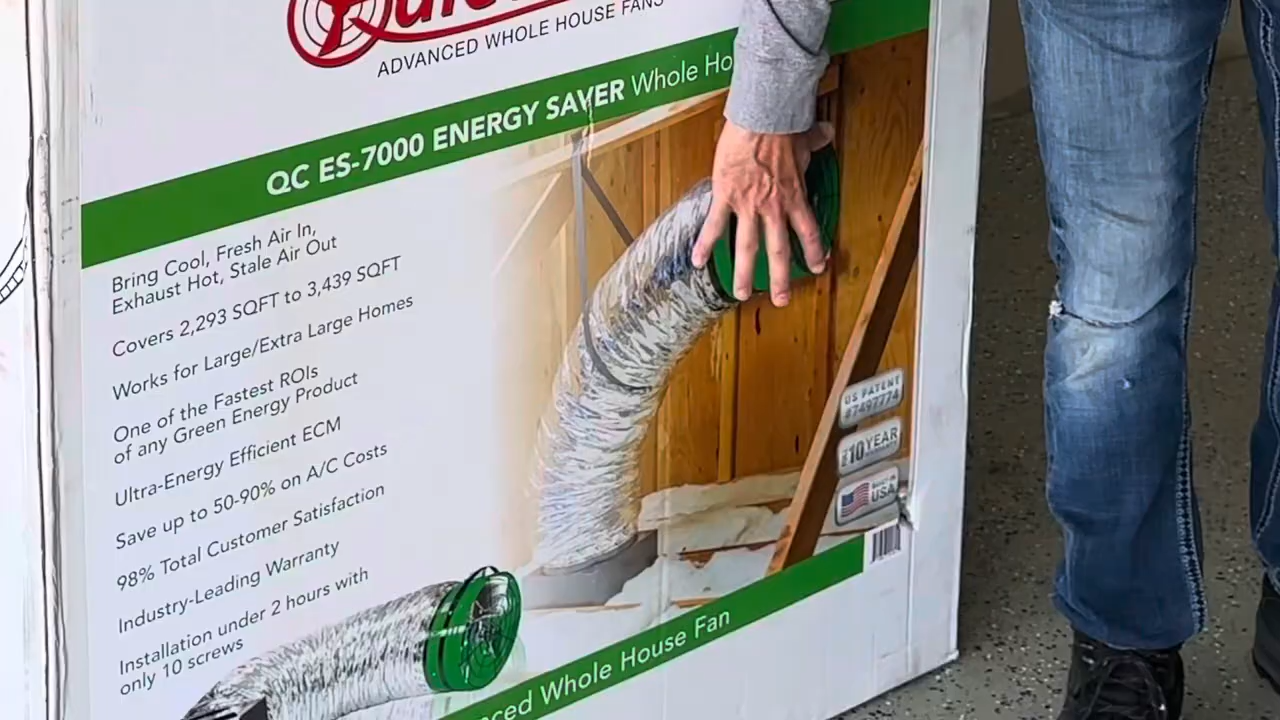 ADVANCED WHOLE HOUSE FANS
QC ES-7000 ENERGY SAVER Whole Ho
Bring Cool, Fresh Air In,
Exhaust Hot, Stale Air Out
Covers 2,293 SQFT to 3,439 SQFT
Works for Large/Extra Large Homes
One of the Fastest ROIs
of any Green Energy Product
Ultra-Energy Efficient ECM
Save up to 50-90% on A/C Costs
98% Total Customer Satisfaction
Industry-Leading Warranty
Installation under 2 hours with
only 10 screws
US PATENT
#7497774
10 YEAR
WARRANTY
USA
ced Whole House Fan